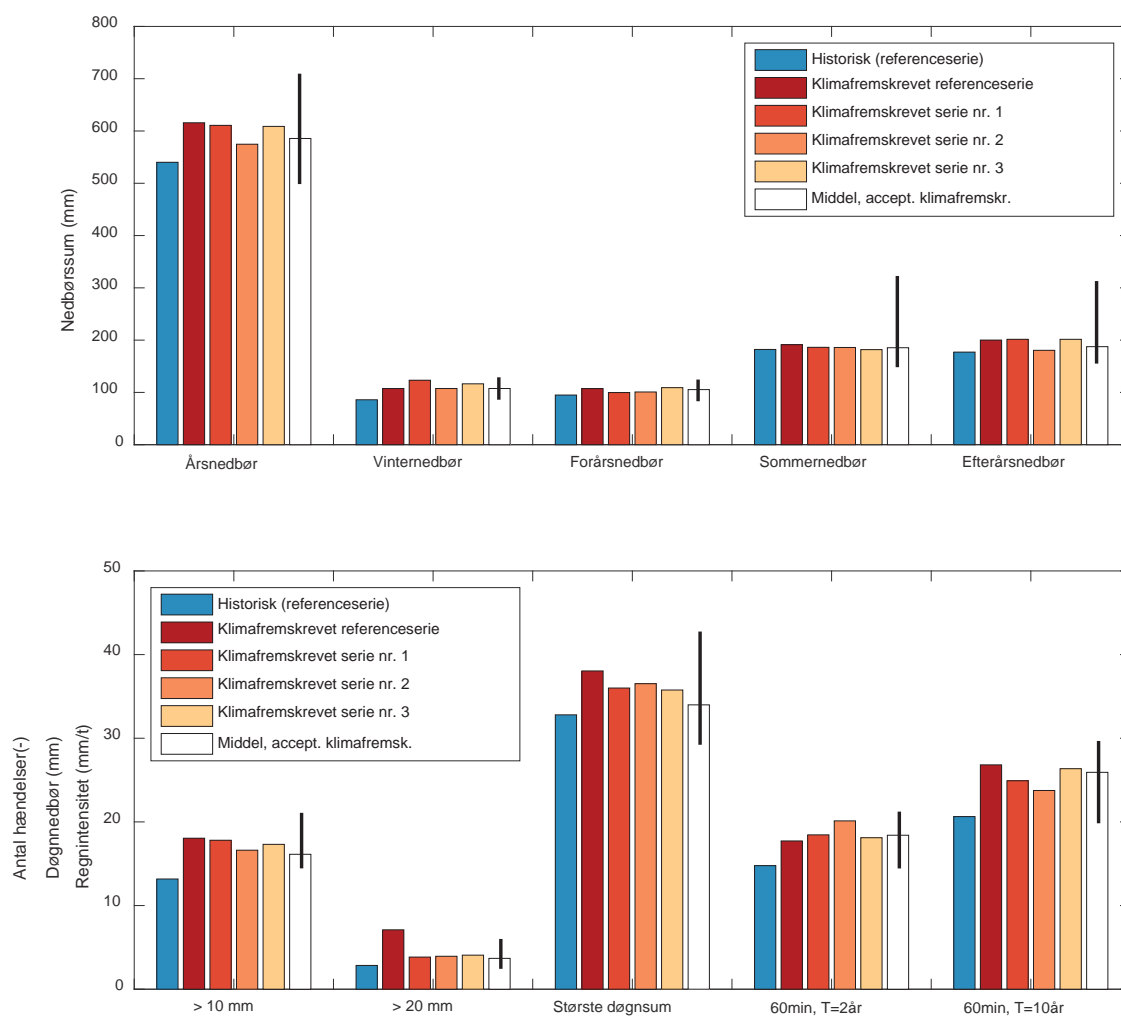 800
700
600
500
400
300
200
100
0
Nedbørssum (mm)
Historisk (referenceserie)
Klimafremskrevet referenceserie
Klimafremskrevet serie nr. 1
Klimafremskrevet serie nr. 2
Klimafremskrevet serie nr. 3
Middel, accept. klimafremskr.
Årsnedbør
Vinternedbør
Forårsnedbør
Sommernedbør
Efterårsnedbør
50
40
30
20
10
0
Antal hændelser(-)
Døgnnedbør (mm)
Regnintensitet (mm/t)
Historisk (referenceserie)
Klimafremskrevet referenceserie
Klimafremskrevet serie nr. 1
Klimafremskrevet serie nr. 2
Klimafremskrevet serie nr. 3
Middel, accept. klimafremsk.
> 10 mm
> 20 mm
Største døgnsum
60min, T=2år
60min, T=10år